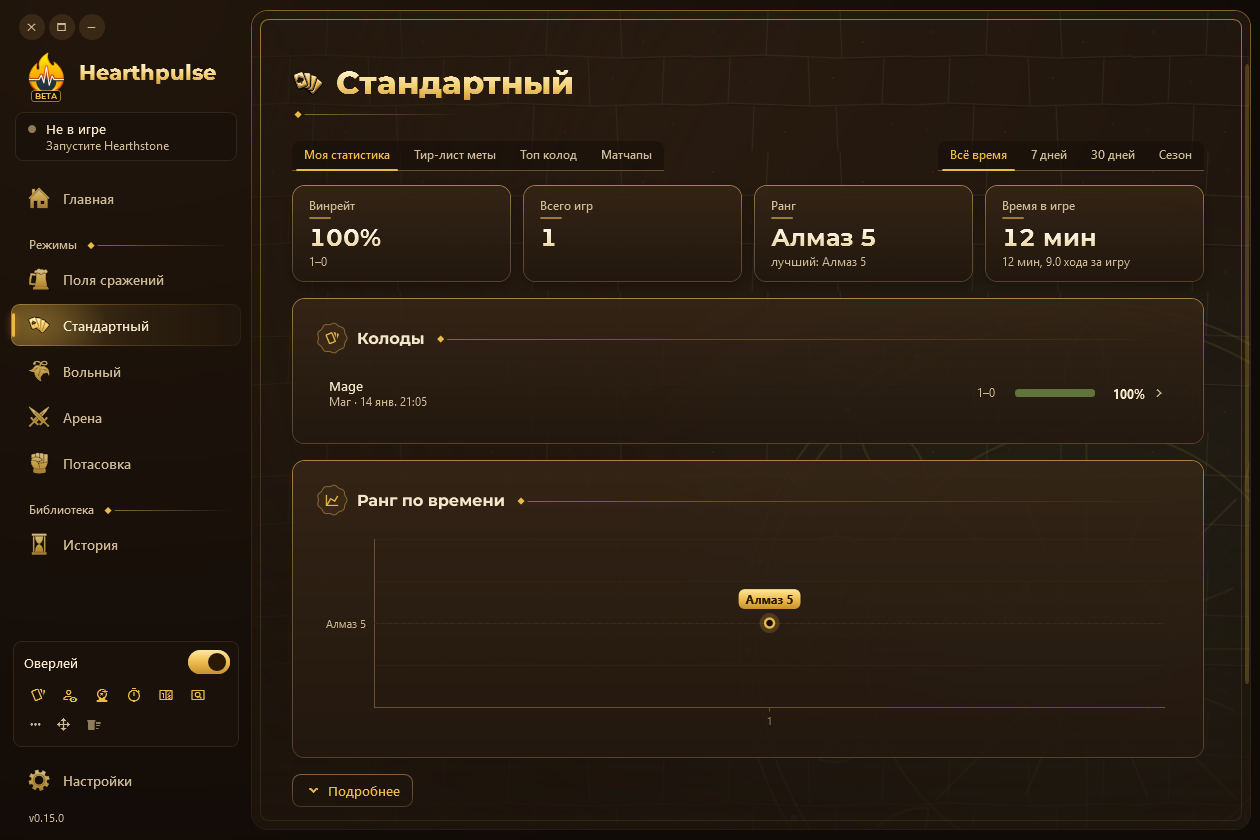 Hearthpulse
BETA
Не в игре
Запустите Hearthstone
Главная
Режимы
Поля сражений
Стандартный
Вольный
Арена
Потасовка
Библиотека
История
Оверлей
Настройки
v0.15.0
Стандартный
Моя статистика
Тир-лист меты
Топ колод
Матчапы
Всё время
7 дней
30 дней
Сезон
Винрейт
100%
1–0
Всего игр
1
Ранг
Алмаз 5
лучший: Алмаз 5
Время в игре
12 мин
12 мин, 9.0 хода за игру
Колоды
Mage
Маг · 14 янв. 21:05
1–0
100%
Ранг по времени
Алмаз 5
Алмаз 5
1
Подробнее